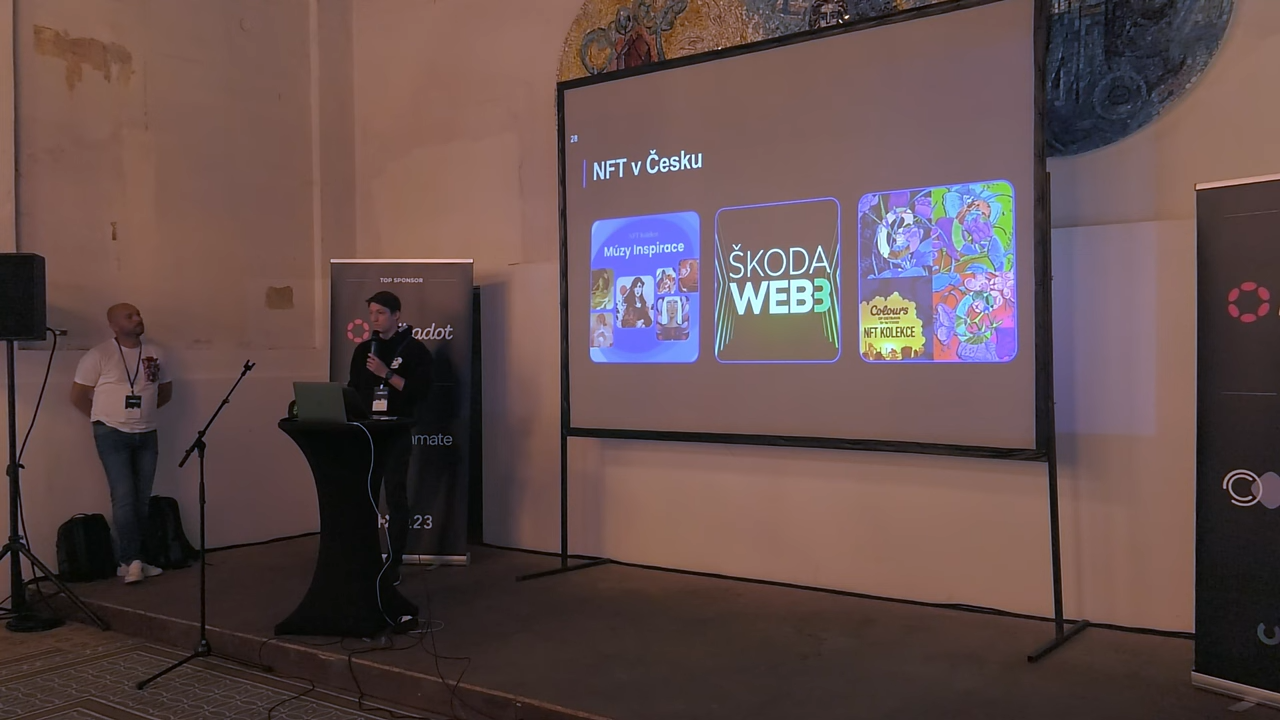 28
NFT v Česku
Múzy Inspirace
ŠKODA
WEB3
Colours
NFT KOLEKCE
TOP SPONSOR
adot
mate
23